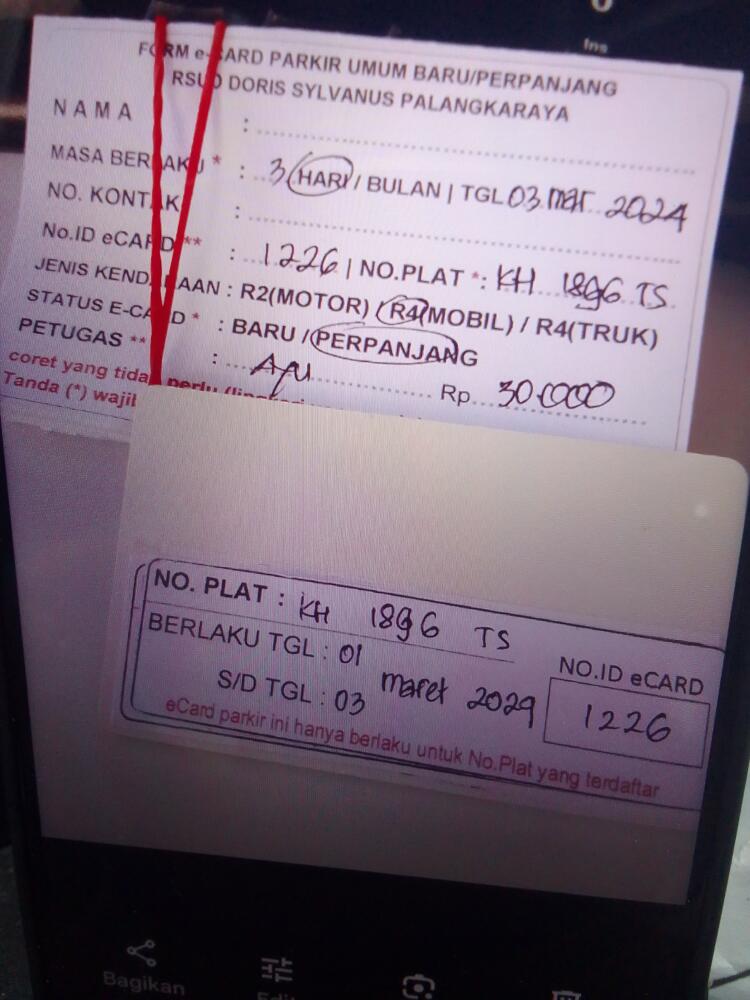 Ins
FORM e-CARD PARKIR UMUM BARU/PERPANJANG
RSUD DORIS SYLVANUS PALANGKARAYA
NAMA :
MASA BERLAKU * : 3 HARI / BULAN | TGL 03 mar 2024
NO. KONTAK :
No.ID eCARD ** : 1226 | NO.PLAT * : KH 1896 TS
JENIS KENDARAAN : R2(MOTOR) / R4(MOBIL) / R4(TRUK)
STATUS E-CARD * : BARU / PERPANJANG
PETUGAS ** : Ayu Rp 30.000
coret yang tidak perlu
Tanda (*) wajib
NO. PLAT : KH 1896 TS
BERLAKU TGL : 01
S/D TGL : 03 maret 2024
NO.ID eCARD
1226
eCard parkir ini hanya berlaku untuk No.Plat yang terdaftar
Bagikan